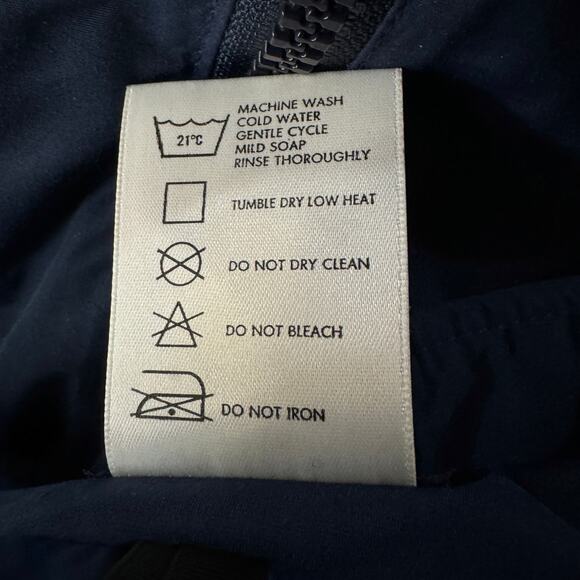 21°C
MACHINE WASH
COLD WATER
GENTLE CYCLE
MILD SOAP
RINSE THOROUGHLY
TUMBLE DRY LOW HEAT
DO NOT DRY CLEAN
DO NOT BLEACH
DO NOT IRON